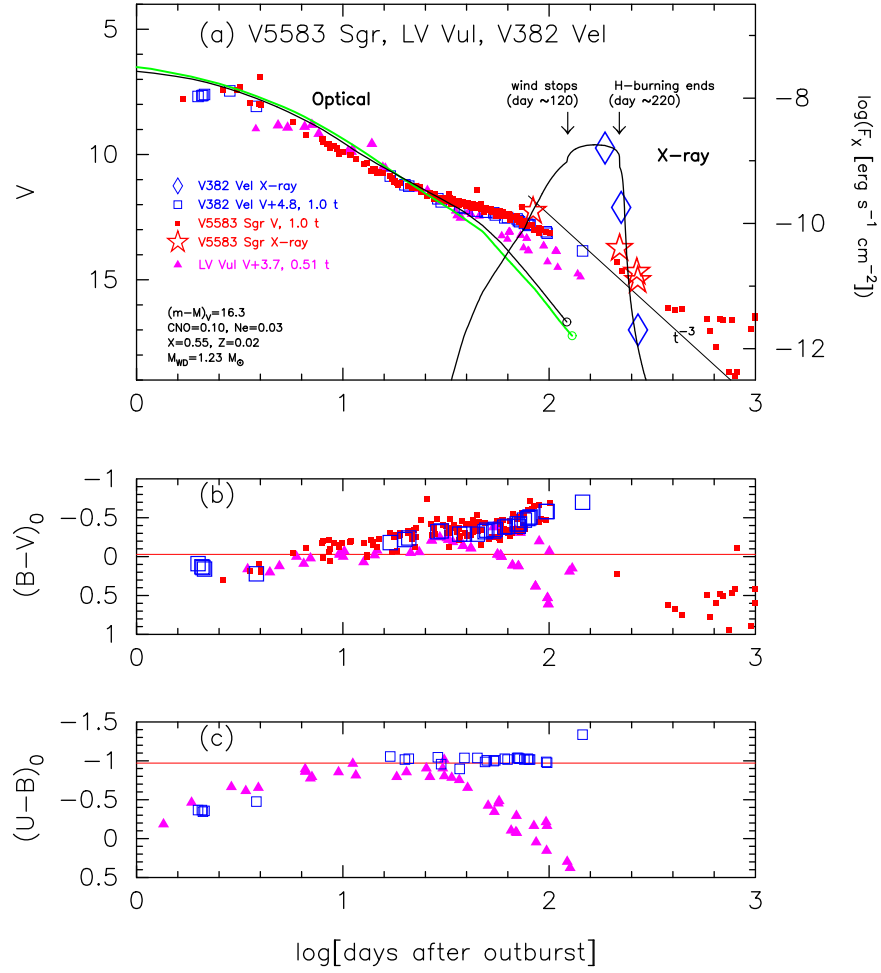 (a) V5583 Sgr, LV Vul, V382 Vel
4
5
10
15
V
Optical
wind stops
(day ~120)
H-burning ends
(day ~220)
X-ray
−8
−10
−12
log(F_X [erg s⁻¹ cm⁻²])
V382 Vel X-ray
V382 Vel V+4.8, 1.0 t
V5583 Sgr V, 1.0 t
V5583 Sgr X-ray
LV Vul V+3.7, 0.51 t
(m−M)_V=16.3
CNO=0.10, Ne=0.03
X=0.55, Z=0.02
M_WD=1.23 M_⊙
t⁻³
0 1 2 3
(b)
−1
−0.5
0
0.5
1
(B−V)₀
0 1 2 3
(c)
−1.5
−1
−0.5
0
0.5
(U−B)₀
0 1 2 3
log[days after outburst]